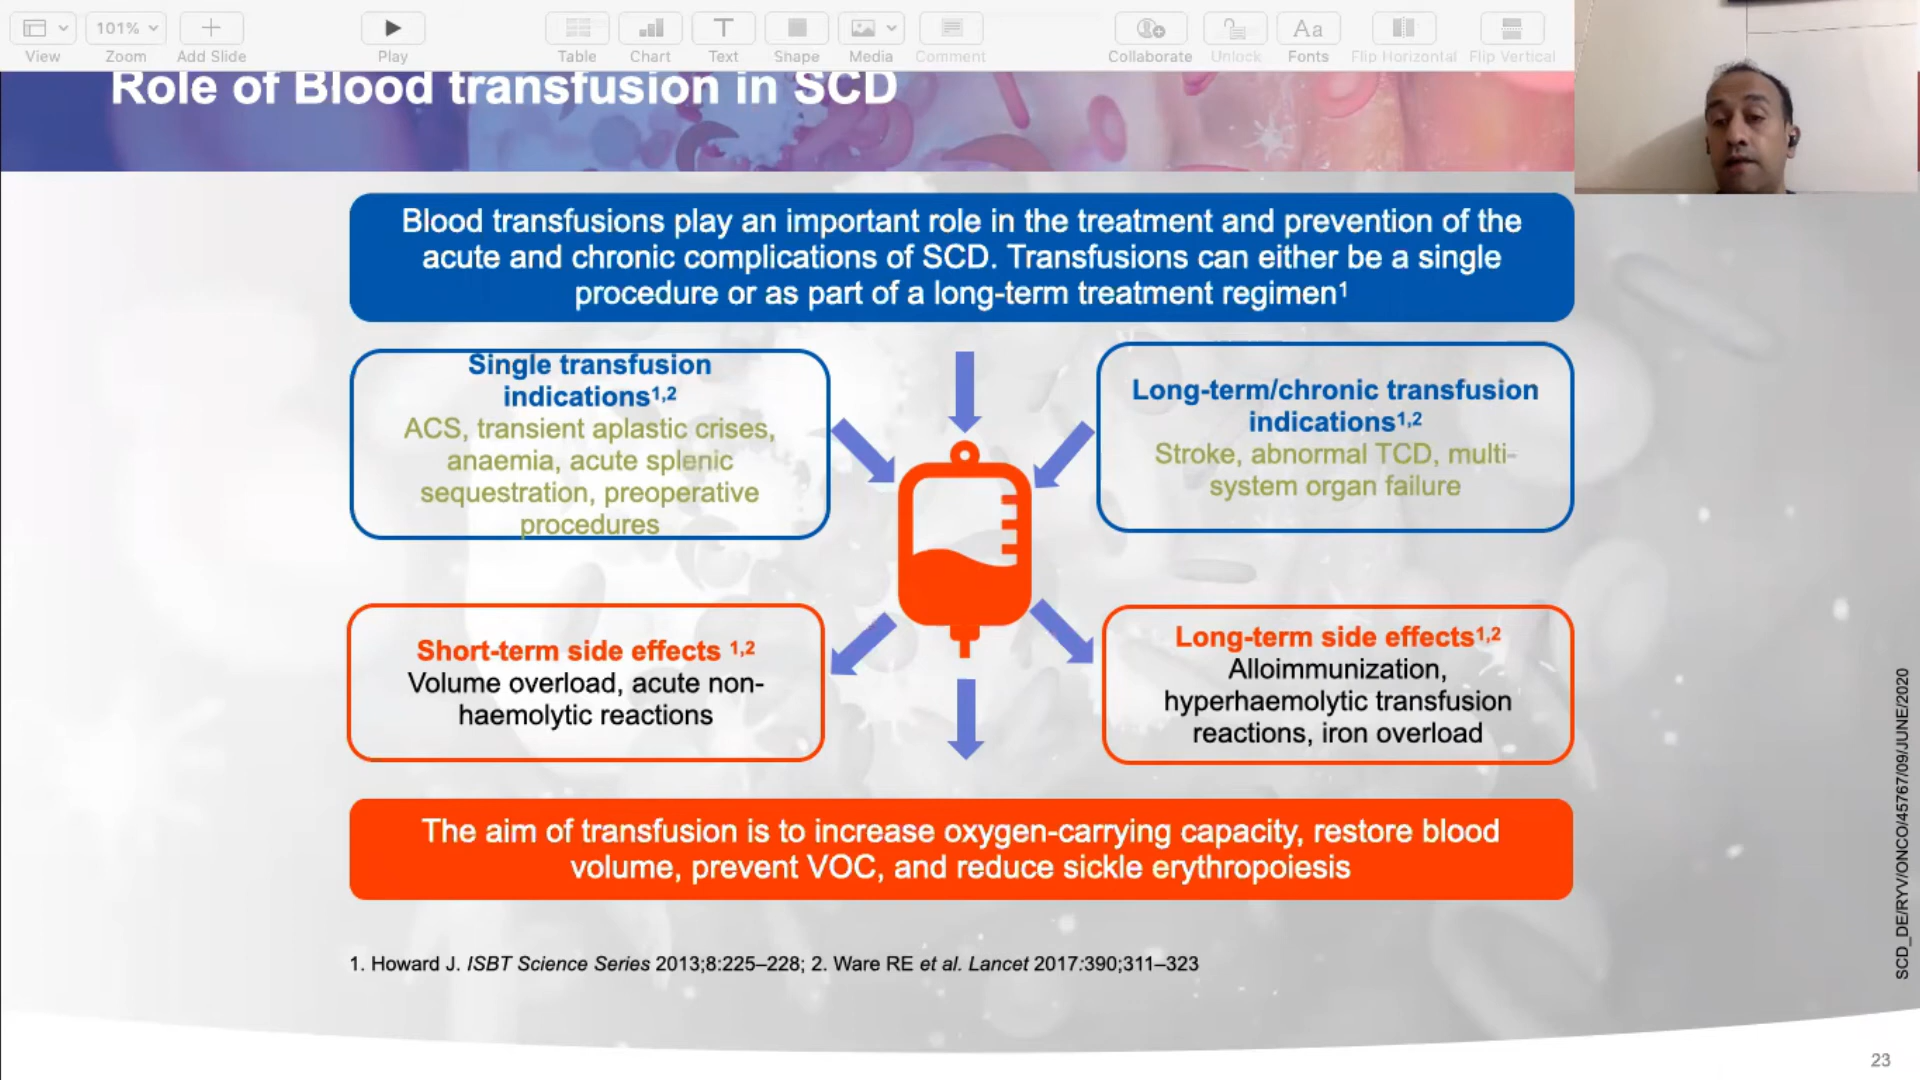 101%
View
Zoom
Add Slide
Play
Table
Chart
Text
Shape
Media
Comment
Collaborate
Unlock
Aa
Fonts
Flip Horizontal
Flip Vertical
Role of Blood transfusion in SCD
Blood transfusions play an important role in the treatment and prevention of the
acute and chronic complications of SCD. Transfusions can either be a single
procedure or as part of a long-term treatment regimen¹
Single transfusion
indications¹,²
ACS, transient aplastic crises,
anaemia, acute splenic
sequestration, preoperative
procedures
Long-term/chronic transfusion
indications¹,²
Stroke, abnormal TCD, multi-
system organ failure
Short-term side effects ¹,²
Volume overload, acute non-
haemolytic reactions
Long-term side effects¹,²
Alloimmunization,
hyperhaemolytic transfusion
reactions, iron overload
The aim of transfusion is to increase oxygen-carrying capacity, restore blood
volume, prevent VOC, and reduce sickle erythropoiesis
1. Howard J. ISBT Science Series 2013;8:225–228; 2. Ware RE et al. Lancet 2017:390;311–323
SCD_DE/RYV/ONCO/45767/09/JUNE/2020
23